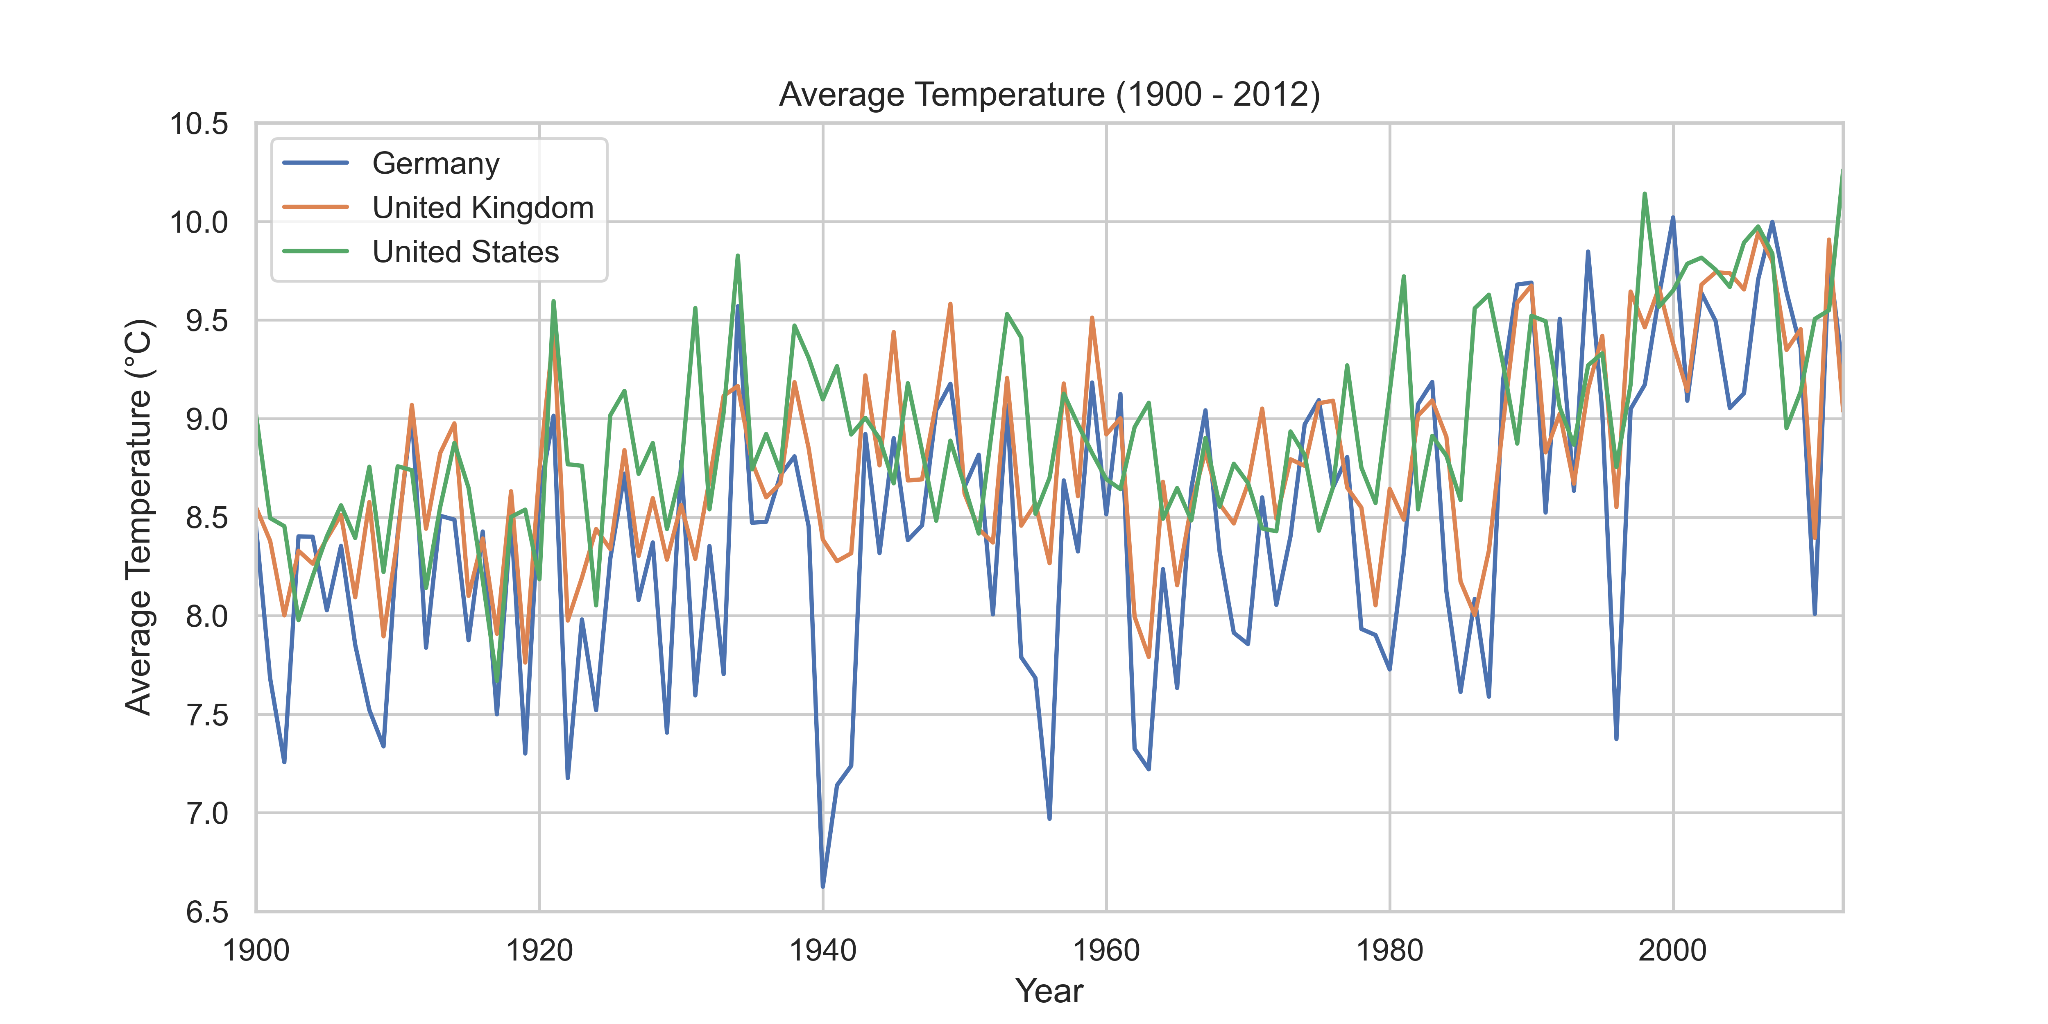 Average Temperature (1900 - 2012)
Germany
United Kingdom
United States
Average Temperature (°C)
10.5
10.0
9.5
9.0
8.5
8.0
7.5
7.0
6.5
1900 1920 1940 1960 1980 2000
Year